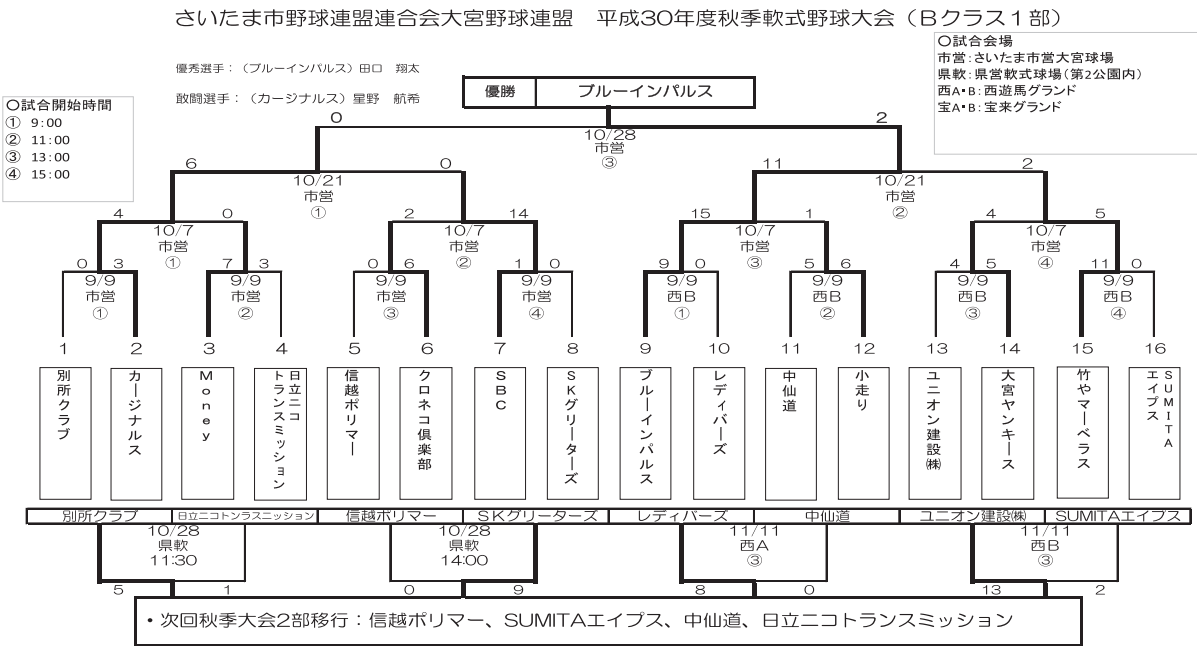 さいたま市野球連盟連合会大宮野球連盟　平成30年度秋季軟式野球大会（Bクラス1部）
優秀選手：（ブルーインパルス）田口　翔太
敢闘選手：（カージナルス）星野　航希
優勝　ブルーインパルス
〇試合会場
市営：さいたま市営大宮球場
県軟：県営軟式球場（第2公園内）
西A・B：西遊馬グランド
宝A・B：宝来グランド
〇試合開始時間
① 9：00
② 11：00
③ 13：00
④ 15：00
0 2
10/28
市営
③
6 0 11 2
10/21 10/21
市営 市営
① ②
4 0 2 14 15 1 4 5
10/7 10/7 10/7 10/7
市営 市営 市営 市営
① ② ③ ④
0 3 7 3 0 6 1 0 9 0 5 6 4 5 11 0
9/9 9/9 9/9 9/9 9/9 9/9 9/9 9/9
市営 市営 市営 市営 西B 西B 西B 西B
① ② ③ ④ ① ② ③ ④
1 2 3 4 5 6 7 8 9 10 11 12 13 14 15 16
別所クラブ
カージナルス
Money
日立ニコ
トランスミッション
信越ポリマー
クロネコ倶楽部
SBC
SKグリーターズ
ブルーインパルス
レディバーズ
中仙道
小走り
ユニオン建設㈱
大宮ヤンキース
竹やマーベラス
SUMITA
エイプス
別所クラブ 日立ニコトンラスニッション 信越ポリマー SKグリーターズ レディバーズ 中仙道 ユニオン建設㈱ SUMITAエイプス
10/28 10/28 11/11 11/11
県軟 県軟 西A 西B
11:30 14:00 ③ ③
5 1 0 9 8 0 13 2
・次回秋季大会2部移行：信越ポリマー、SUMITAエイプス、中仙道、日立ニコトランスミッション